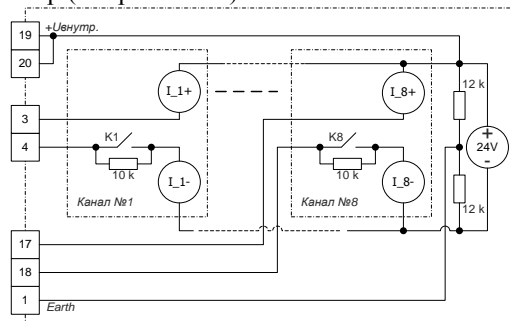 19
+Uвнутр.
20
I_1+
I_8+
12 k
3
K1
K8
4
24V
+
-
10 k
10 k
I_1-
I_8-
Канал №1
Канал №8
12 k
17
18
1
Earth